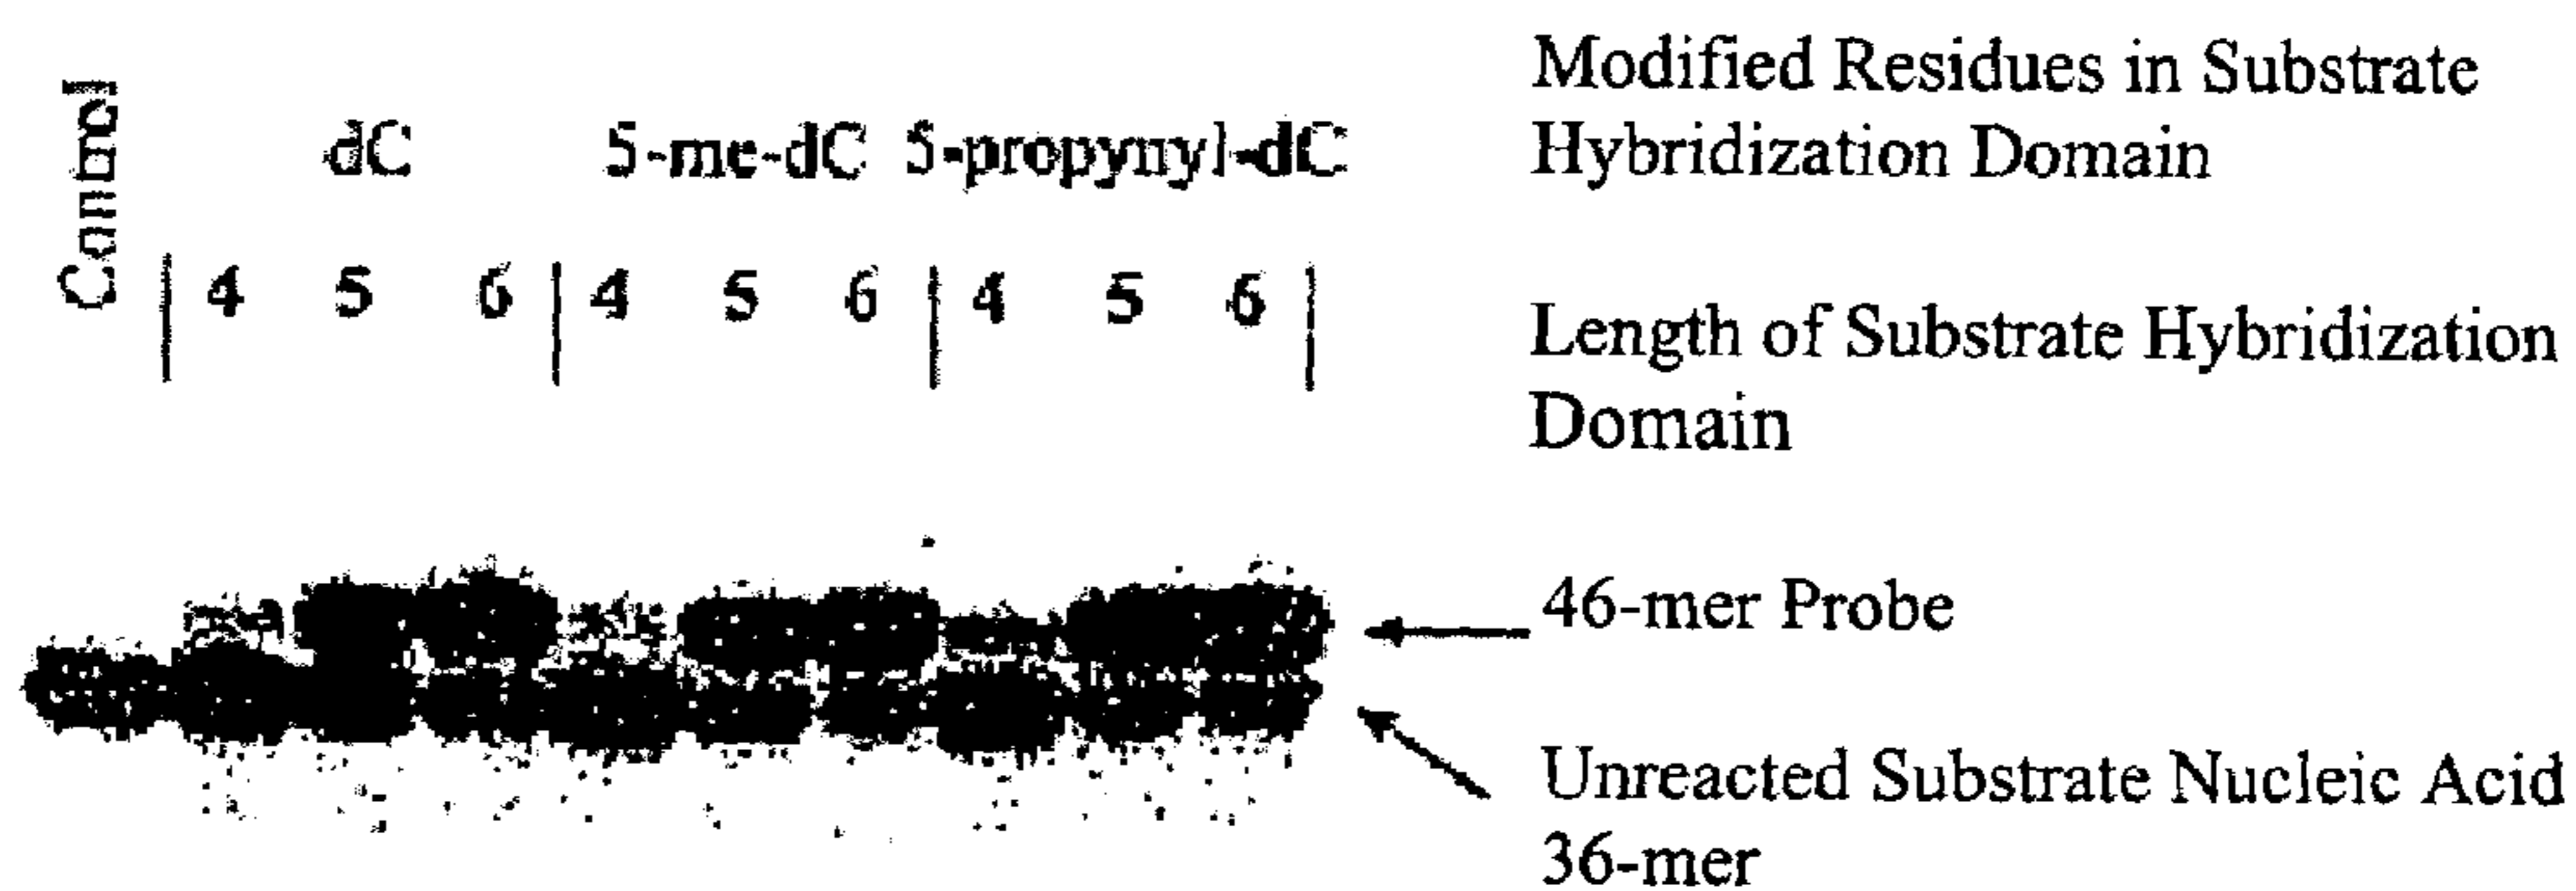 Control
dC 5-me-dC 5-propynyl-dC
4 5 6 4 5 6 4 5 6
Modified Residues in Substrate
Hybridization Domain
Length of Substrate Hybridization
Domain
46-mer Probe
Unreacted Substrate Nucleic Acid
36-mer